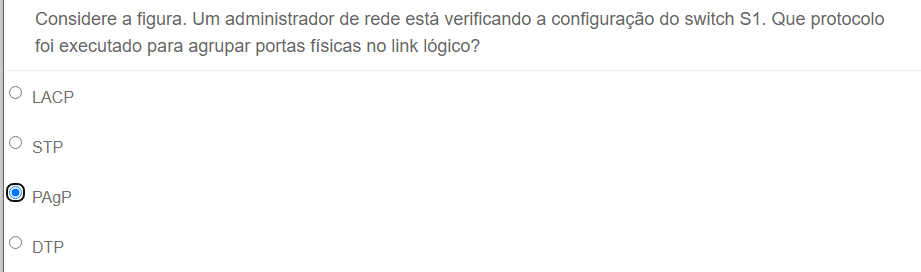 Considere a figura. Um administrador de rede está verificando a configuração do switch S1. Que protocolo
foi executado para agrupar portas físicas no link lógico?
LACP
STP
PAgP
DTP